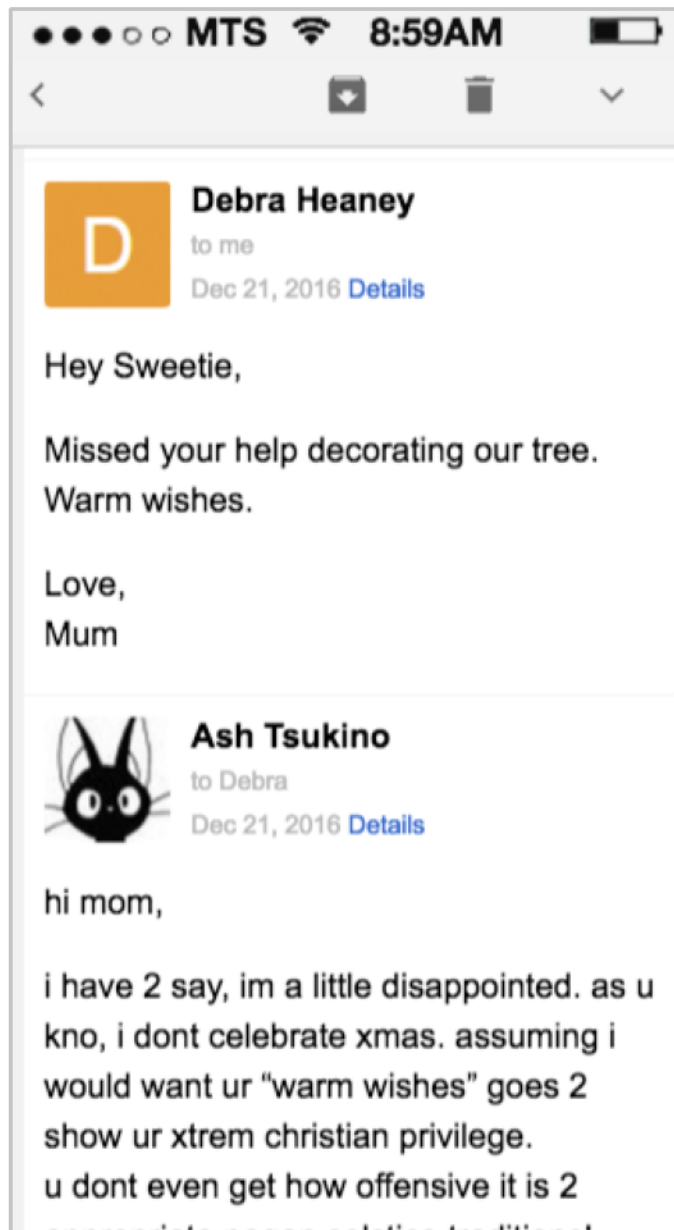 MTS 8:59AM
D
Debra Heaney
to me
Dec 21, 2016 Details
Hey Sweetie,
Missed your help decorating our tree.
Warm wishes.
Love,
Mum
Ash Tsukino
to Debra
Dec 21, 2016 Details
hi mom,
i have 2 say, im a little disappointed. as u
kno, i dont celebrate xmas. assuming i
would want ur “warm wishes” goes 2
show ur xtrem christian privilege.
u dont even get how offensive it is 2